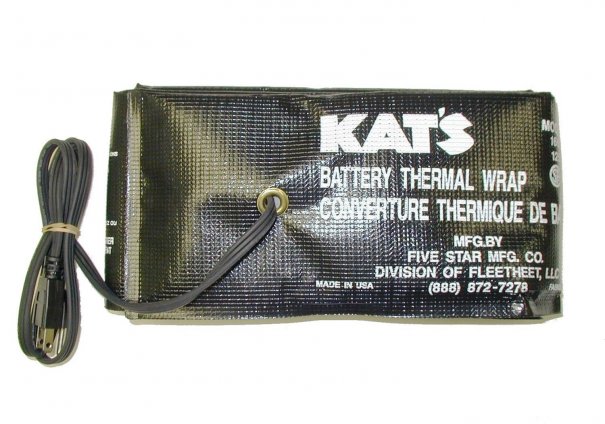 KAT'S
BATTERY THERMAL WRAP
CONVERTURE THERMIQUE DE
MFG.BY
FIVE STAR MFG. CO.
DIVISION OF FLEETHEET, LLC
MADE IN USA
(888) 872-7278